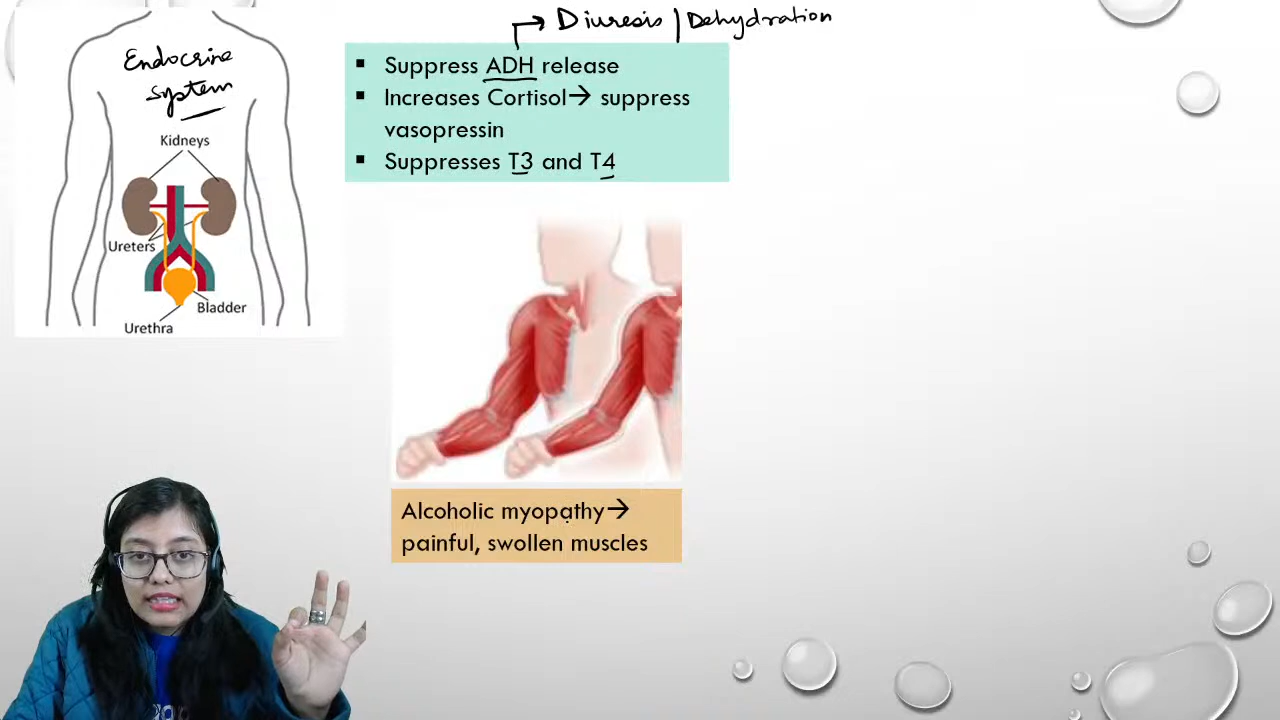 Diuresis | Dehydration
Endocrine
system
Kidneys
Ureters
Bladder
Urethra
▪ Suppress ADH release
▪ Increases Cortisol→ suppress
vasopressin
▪ Suppresses T3 and T4
Alcoholic myopathy→
painful, swollen muscles